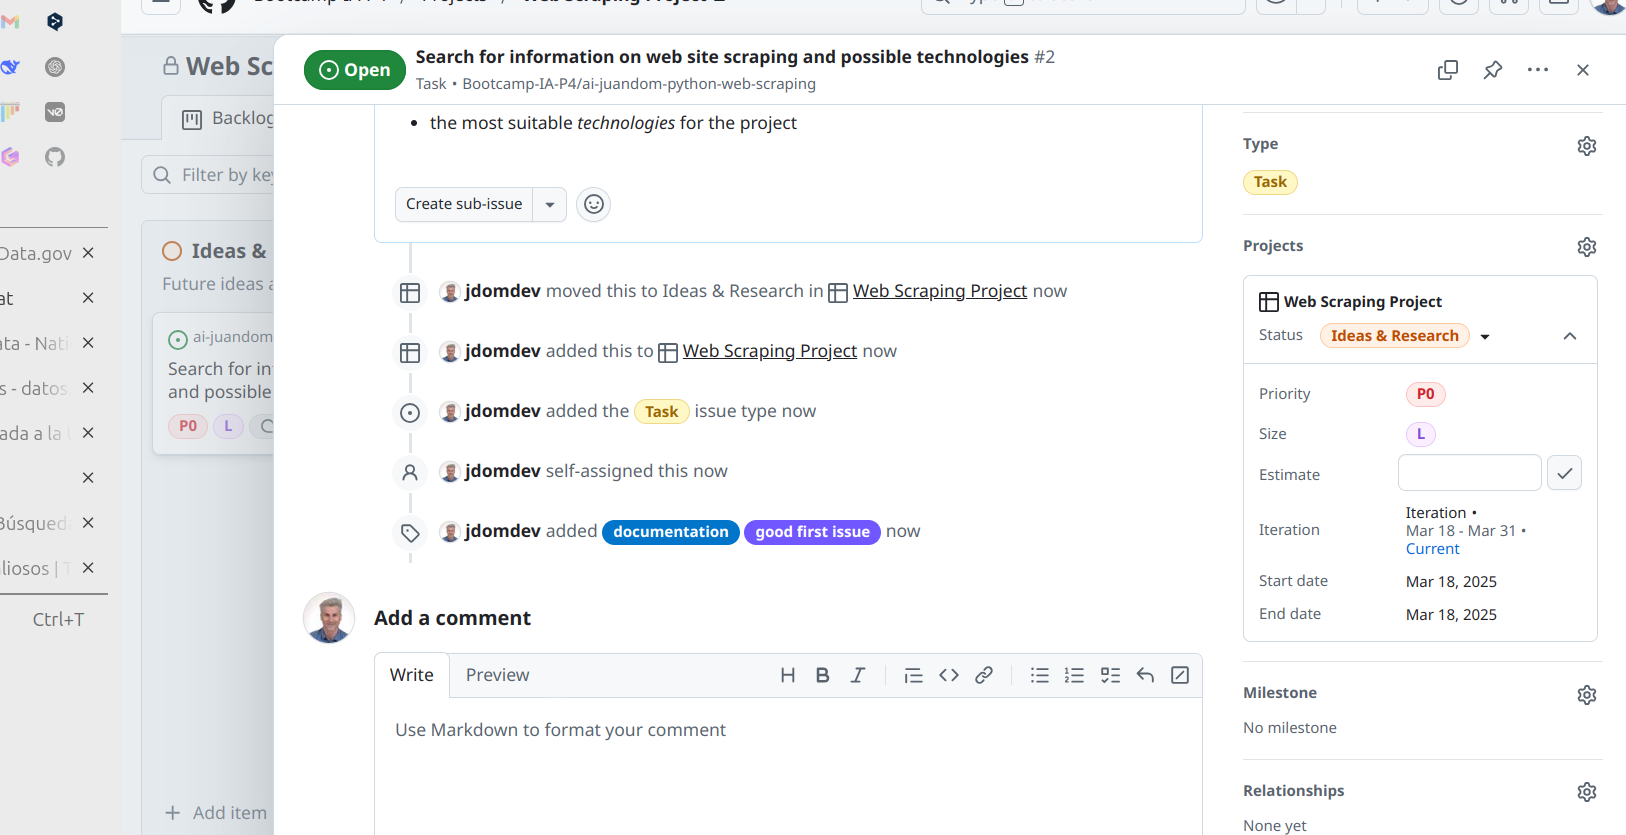 Open
Search for information on web site scraping and possible technologies #2
Task • Bootcamp-IA-P4/ai-juandom-python-web-scraping
Web Sc
Backlog
Filter by key
Ideas &
Future ideas a
ai-juandom
Search for in
and possible
P0 L
+ Add item
Data.gov
at
ata - Nati
s - datos
ada a la
Búsqued
liosos | T
Ctrl+T
• the most suitable technologies for the project
Create sub-issue
jdomdev moved this to Ideas & Research in Web Scraping Project now
jdomdev added this to Web Scraping Project now
jdomdev added the Task issue type now
jdomdev self-assigned this now
jdomdev added documentation good first issue now
Add a comment
Write Preview
Use Markdown to format your comment
Type
Task
Projects
Web Scraping Project
Status Ideas & Research
Priority P0
Size L
Estimate
Iteration Iteration •
Mar 18 - Mar 31 •
Current
Start date Mar 18, 2025
End date Mar 18, 2025
Milestone
No milestone
Relationships
None yet